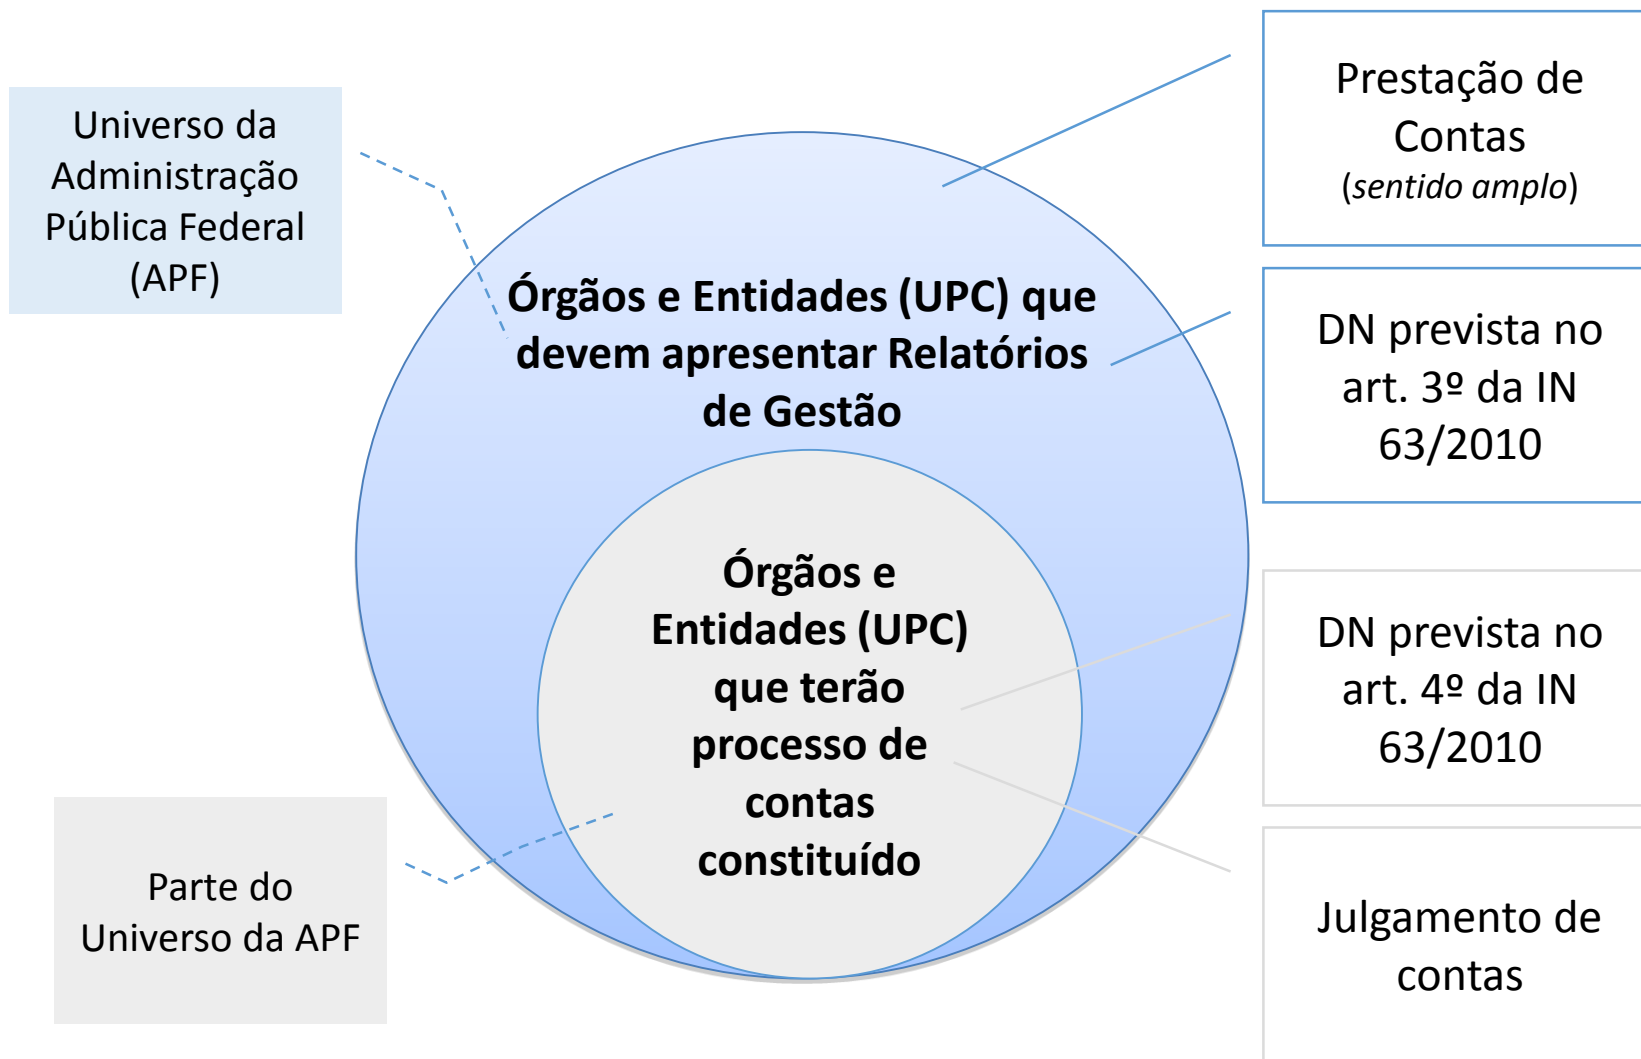 Universo da
Administração
Pública Federal
(APF)
Prestação de
Contas
(sentido amplo)
Órgãos e Entidades (UPC) que
devem apresentar Relatórios
de Gestão
DN prevista no
art. 3º da IN
63/2010
Órgãos e
Entidades (UPC)
que terão
processo de
contas
constituído
DN prevista no
art. 4º da IN
63/2010
Parte do
Universo da APF
Julgamento de
contas